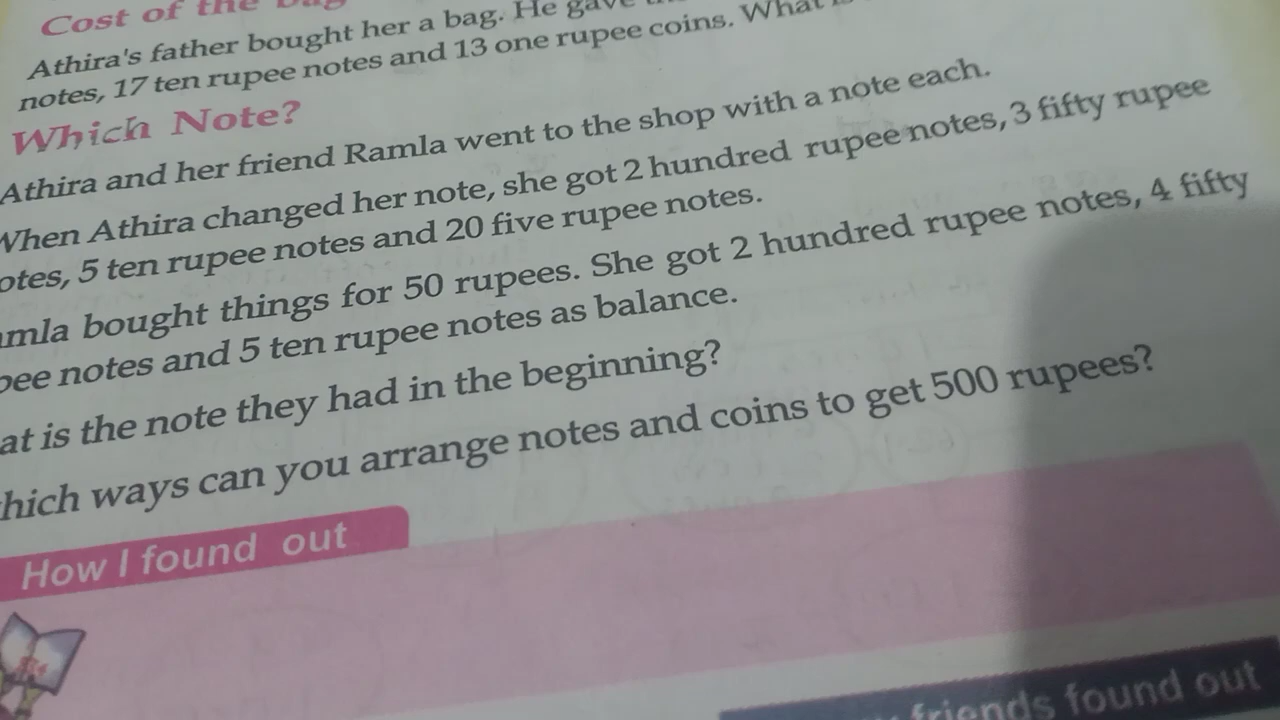 Cost of the
Athira's father bought her a bag. He gave
notes, 17 ten rupee notes and 13 one rupee coins. What
Which Note?
Athira and her friend Ramla went to the shop with a note each.
When Athira changed her note, she got 2 hundred rupee notes, 3 fifty rupee
otes, 5 ten rupee notes and 20 five rupee notes.
mla bought things for 50 rupees. She got 2 hundred rupee notes, 4 fifty
pee notes and 5 ten rupee notes as balance.
at is the note they had in the beginning?
hich ways can you arrange notes and coins to get 500 rupees?
How I found out
friends found out